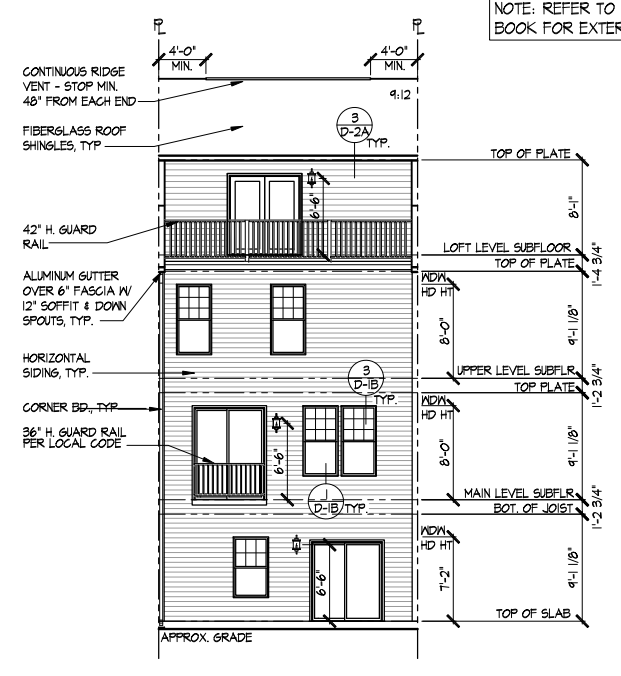 NOTE: REFER TO
BOOK FOR EXTER
PL
PL
4'-0"
MIN.
4'-0"
MIN.
CONTINUOUS RIDGE
VENT - STOP MIN.
48" FROM EACH END
9:12
3
D-2A
TYP.
FIBERGLASS ROOF
SHINGLES, TYP
TOP OF PLATE
6'-6"
8'-1"
42" H. GUARD
RAIL
LOFT LEVEL SUBFLOOR
TOP OF PLATE
1'-4 3/4"
ALUMINUM GUTTER
OVER 6" FASCIA W/
12" SOFFIT & DOWN
SPOUTS, TYP.
WDW
HD HT
8'-0"
9'-1 1/8"
HORIZONTAL
SIDING, TYP.
3
D-1B
TYP.
UPPER LEVEL SUBFLR
TOP PLATE
1'-2 3/4"
CORNER BD., TYP
36" H. GUARD RAIL
PER LOCAL CODE
WDW
HD HT
6'-6"
8'-0"
9'-1 1/8"
1
D-1B
TYP.
MAIN LEVEL SUBFLR
BOT. OF JOIST
1'-2 3/4"
WDW
HD HT
6'-6"
7'-2"
9'-1 1/8"
TOP OF SLAB
APPROX. GRADE